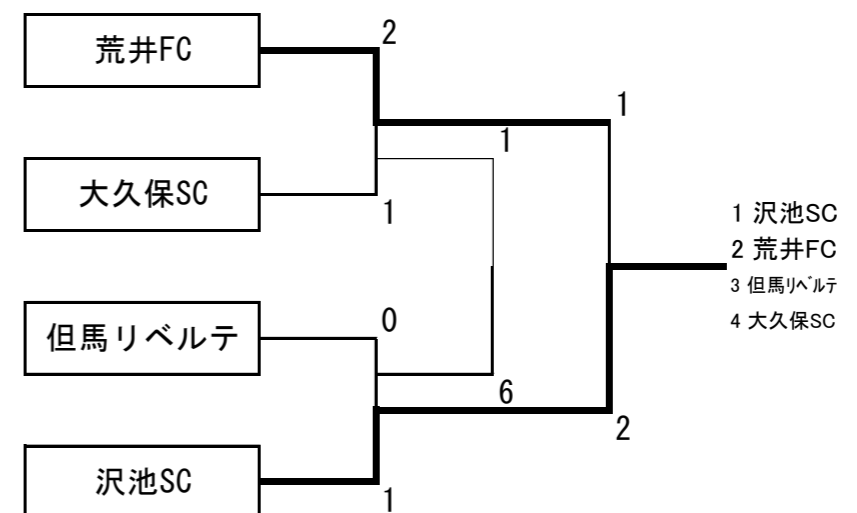 荒井FC
2
1
1
大久保SC
1
1 沢池SC
2 荒井FC
3 但馬ﾘﾍﾞﾙﾃ
4 大久保SC
但馬リベルテ
0
6
2
沢池SC
1